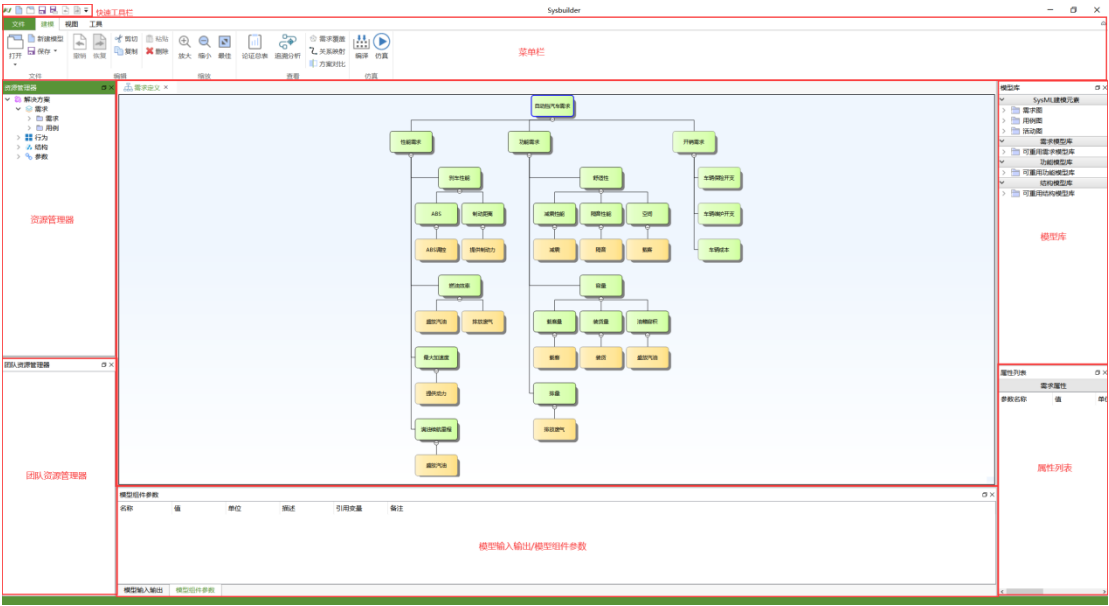 Sysbuilder
快速工具栏
文件 建模 视图 工具
打开
新建模型
保存
文件
撤销 恢复
剪切 粘贴
复制 删除
编辑
放大 缩小 最佳
缩放
论证总表 追溯分析
需求覆盖
关系映射
方案对比
查看
编译 仿真
仿真
菜单栏
资源管理器
解决方案
需求
需求
用例
行为
结构
参数
资源管理器
团队资源管理器
团队资源管理器
需求定义
自动挡汽车需求
性能需求 功能需求 开销需求
刹车性能 舒适性 车辆保险开支
ABS 制动距离 减震性能 隔音性能 空间 车辆维护开支
ABS调控 提供制动力 减震 隔音 载客 车辆成本
燃油效率 容量
盛放汽油 排放废气 载客量 装货量 油箱容积
最大加速度 载客 装货 盛放汽油
提供动力 排量
满油续航里程 排放废气
盛放汽油
模型组件参数
名称 值 单位 描述 引用变量 备注
模型输入输出/模型组件参数
模型输入输出 模型组件参数
模型库
SysML建模元素
需求图
用例图
活动图
需求模型库
可重用需求模型库
功能模型库
可重用功能模型库
结构模型库
可重用结构模型库
模型库
属性列表
需求属性
参数名称 值 单位
属性列表